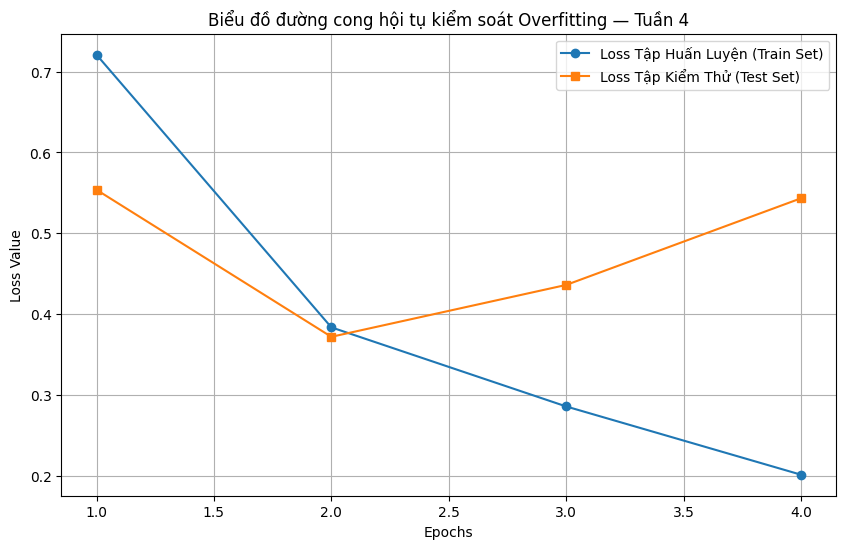 Biểu đồ đường cong hội tụ kiểm soát Overfitting — Tuần 4
Loss Tập Huấn Luyện (Train Set)
Loss Tập Kiểm Thử (Test Set)
Loss Value
0.7
0.6
0.5
0.4
0.3
0.2
1.0 1.5 2.0 2.5 3.0 3.5 4.0
Epochs